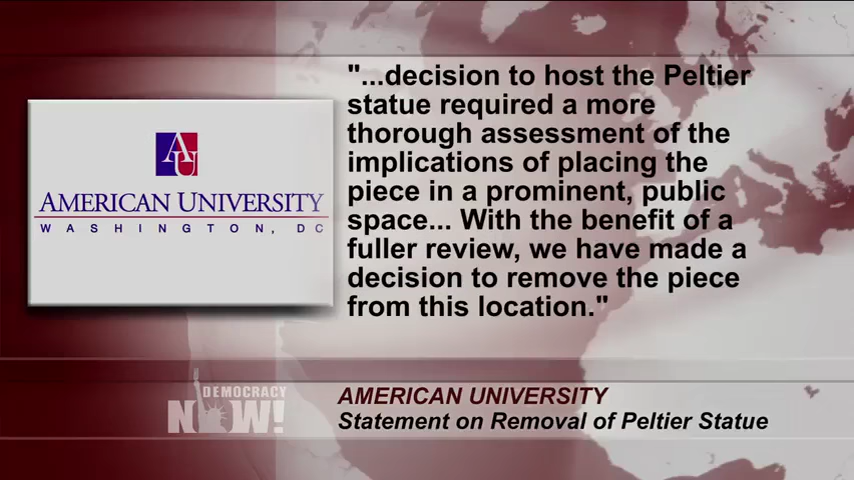 AU
AMERICAN UNIVERSITY
WASHINGTON, DC
"...decision to host the Peltier
statue required a more
thorough assessment of the
implications of placing the
piece in a prominent, public
space... With the benefit of a
fuller review, we have made a
decision to remove the piece
from this location."
DEMOCRACY
NOW!
AMERICAN UNIVERSITY
Statement on Removal of Peltier Statue